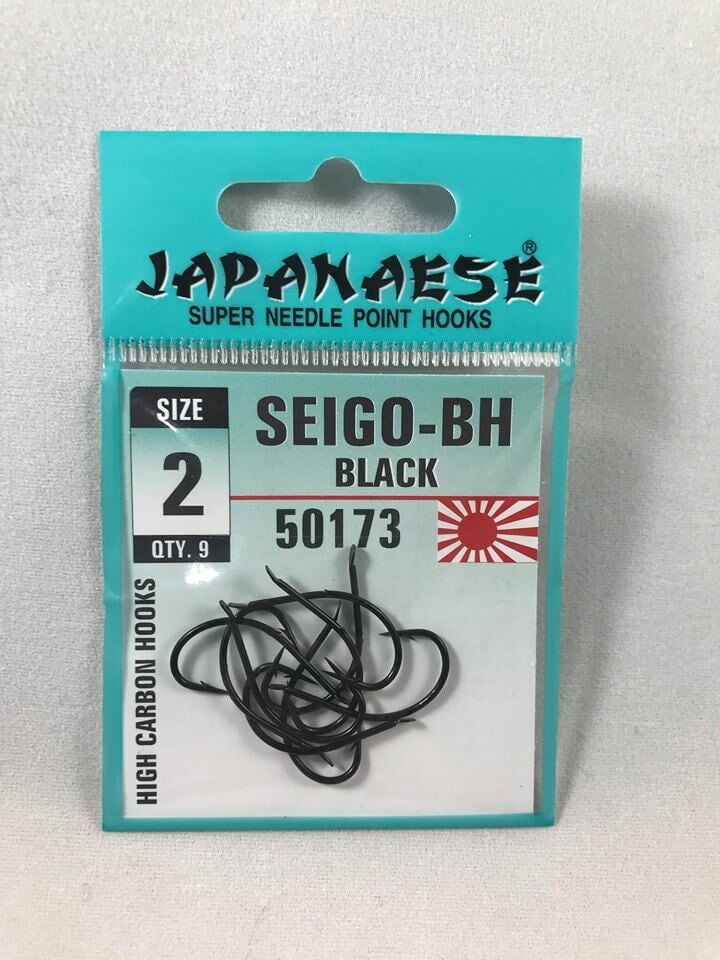 JAPANAESE®
SUPER NEEDLE POINT HOOKS
SIZE
2
QTY. 9
SEIGO-BH
BLACK
50173
HIGH CARBON HOOKS